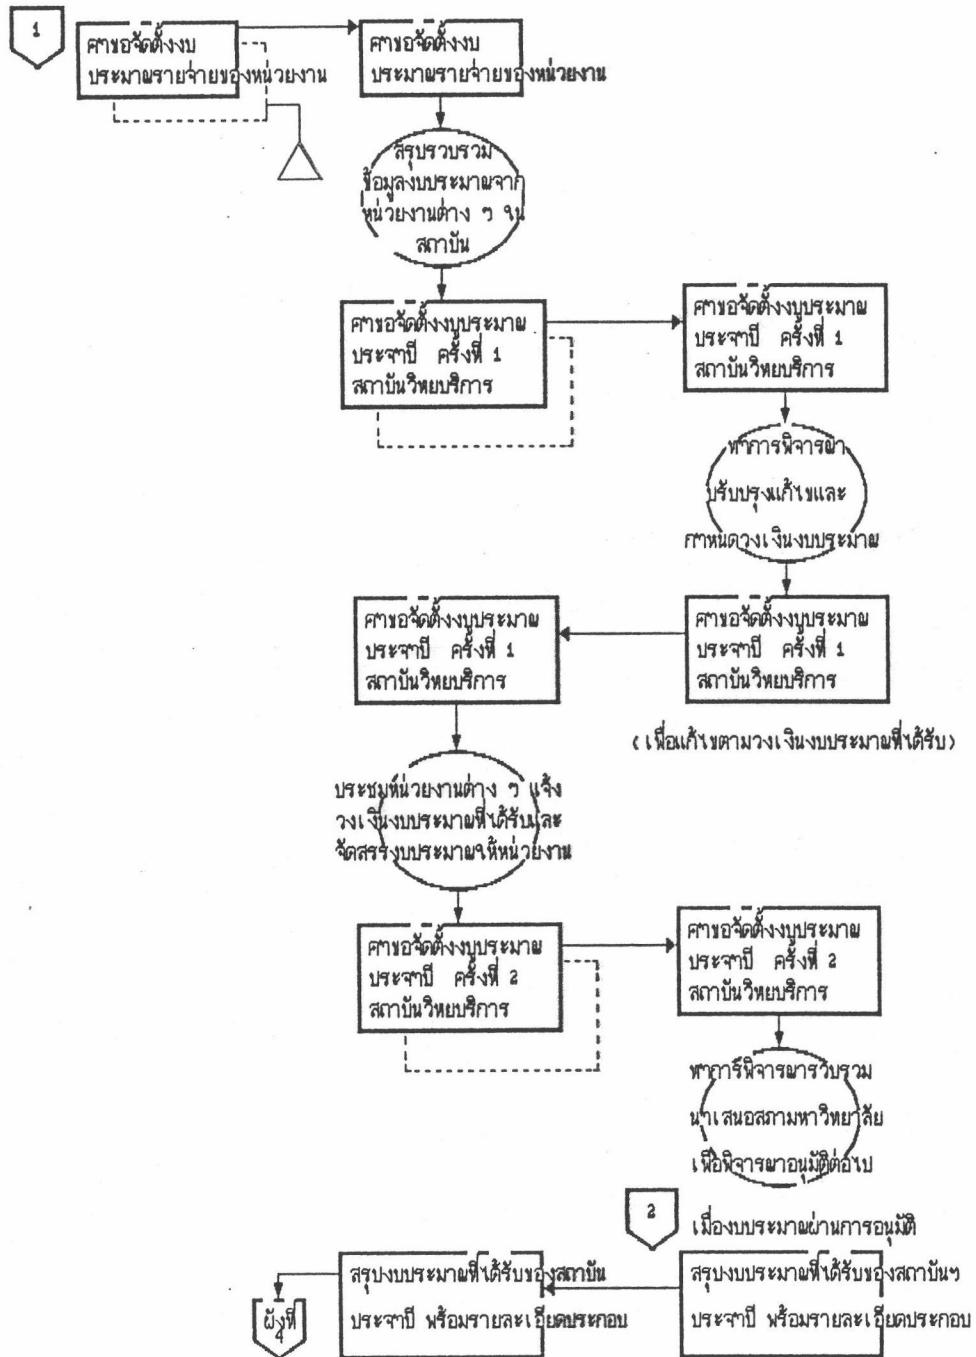 1
คำขอจัดตั้งงบ
ประมาณรายจ่ายของหน่วยงาน
คำขอจัดตั้งงบ
ประมาณรายจ่ายของหน่วยงาน
สรุปรวบรวม
ข้อมูลงบประมาณจาก
หน่วยงานต่าง ๆ ใน
สถาบัน
คำขอจัดตั้งงบประมาณ
ประจำปี ครั้งที่ 1
สถาบันวิทยบริการ
คำขอจัดตั้งงบประมาณ
ประจำปี ครั้งที่ 1
สถาบันวิทยบริการ
ทำการพิจารณา
ปรับปรุงแก้ไขและ
กำหนดวงเงินงบประมาณ
คำขอจัดตั้งงบประมาณ
ประจำปี ครั้งที่ 1
สถาบันวิทยบริการ
คำขอจัดตั้งงบประมาณ
ประจำปี ครั้งที่ 1
สถาบันวิทยบริการ
(เพื่อแก้ไขตามวงเงินงบประมาณที่ได้รับ)
ประชุมหน่วยงานต่าง ๆ แจ้ง
วงเงินงบประมาณที่ได้รับและ
จัดสรรงบประมาณให้หน่วยงาน
คำขอจัดตั้งงบประมาณ
ประจำปี ครั้งที่ 2
สถาบันวิทยบริการ
คำขอจัดตั้งงบประมาณ
ประจำปี ครั้งที่ 2
สถาบันวิทยบริการ
ทำการพิจารณารวบรวม
นำเสนอสภามหาวิทยาลัย
เพื่อพิจารณาอนุมัติต่อไป
2
เมื่องบประมาณผ่านการอนุมัติ
สรุปงบประมาณที่ได้รับของสถาบัน
ประจำปี พร้อมรายละเอียดประกอบ
สรุปงบประมาณที่ได้รับของสถาบันฯ
ประจำปี พร้อมรายละเอียดประกอบ
ผังที่
4